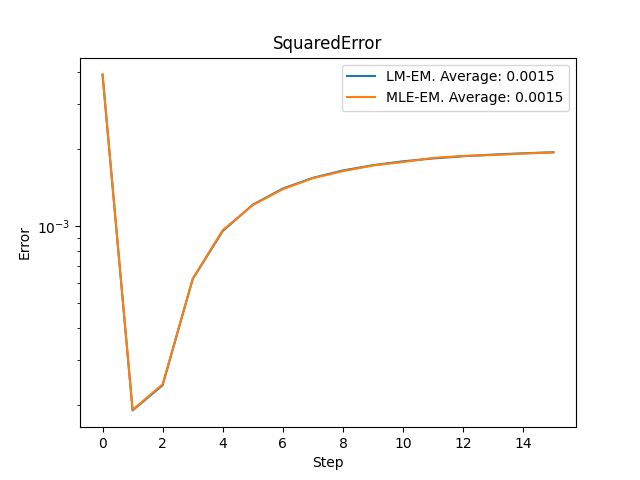 SquaredError
LM-EM. Average: 0.0015
MLE-EM. Average: 0.0015
10⁻³
Error
0 2 4 6 8 10 12 14
Step